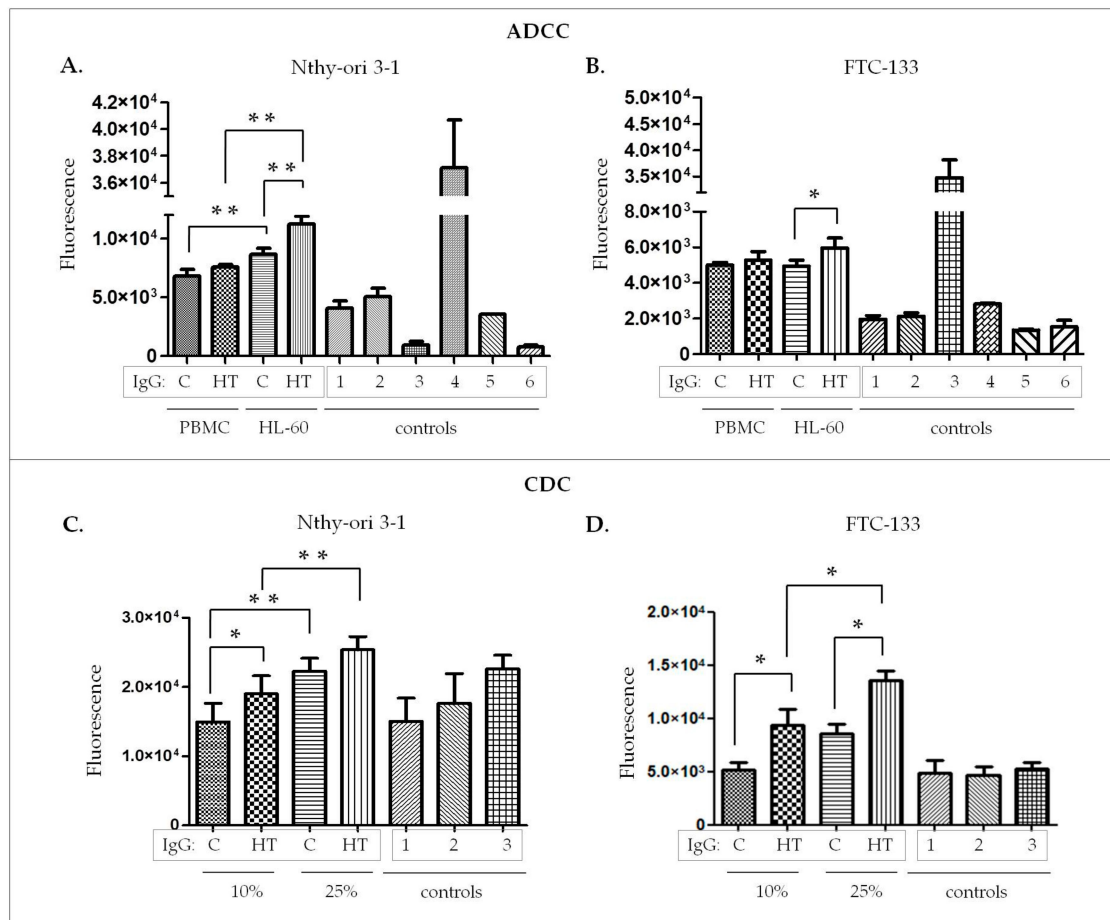 ADCC
A.
Nthy-ori 3-1
Fluorescence
4.2×10⁴
4.0×10⁴
3.8×10⁴
3.6×10⁴
1.0×10⁴
5.0×10³
0
* *
* *
* *
IgG: C HT C HT 1 2 3 4 5 6
PBMC HL-60 controls
B.
FTC-133
Fluorescence
5.0×10⁴
4.5×10⁴
4.0×10⁴
3.5×10⁴
8.0×10³
6.0×10³
4.0×10³
2.0×10³
0
*
IgG: C HT C HT 1 2 3 4 5 6
PBMC HL-60 controls
CDC
C.
Nthy-ori 3-1
Fluorescence
3.0×10⁴
2.0×10⁴
1.0×10⁴
0
* *
* *
*
IgG: C HT C HT 1 2 3
10% 25% controls
D.
FTC-133
Fluorescence
2.0×10⁴
1.5×10⁴
1.0×10⁴
5.0×10³
0
*
*
*
IgG: C HT C HT 1 2 3
10% 25% controls